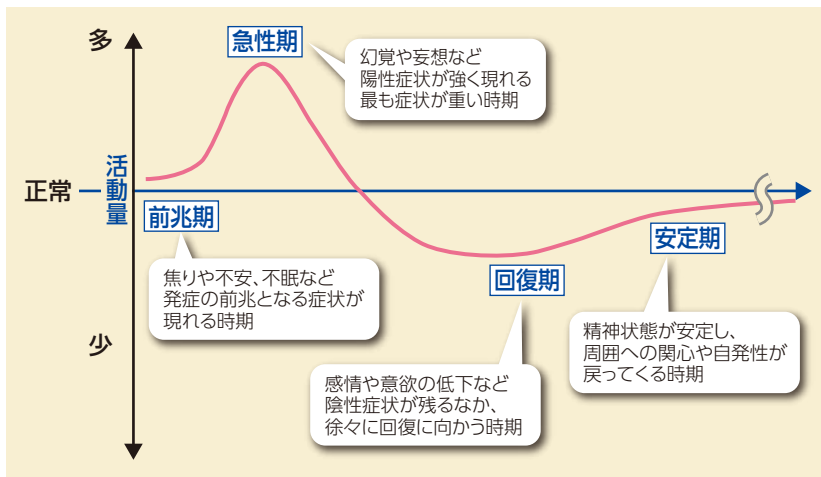 多
急性期
幻覚や妄想など
陽性症状が強く現れる
最も症状が重い時期
正常
活動量
前兆期
焦りや不安、不眠など
発症の前兆となる症状が
現れる時期
少
回復期
感情や意欲の低下など
陰性症状が残るなか、
徐々に回復に向かう時期
安定期
精神状態が安定し、
周囲への関心や自発性が
戻ってくる時期